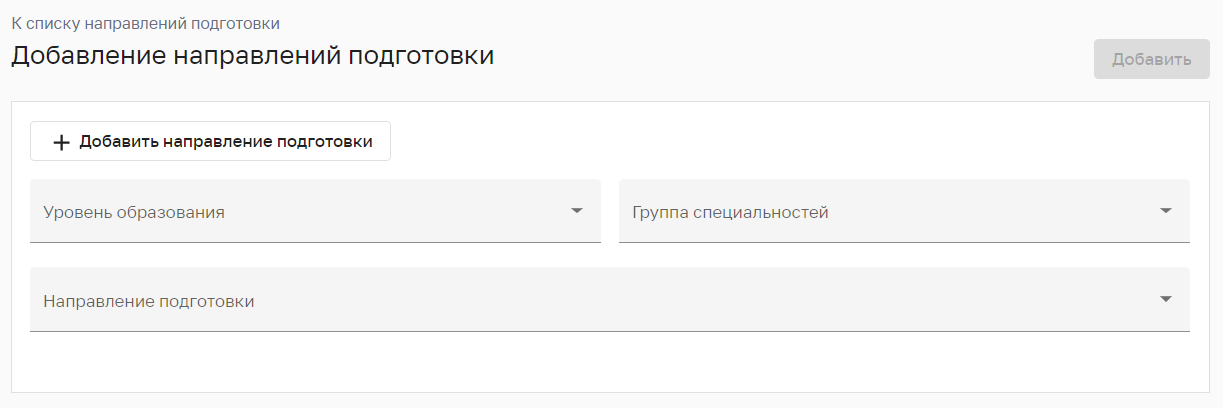 К списку направлений подготовки
Добавление направлений подготовки
Добавить
Добавить направление подготовки
Уровень образования
Группа специальностей
Направление подготовки